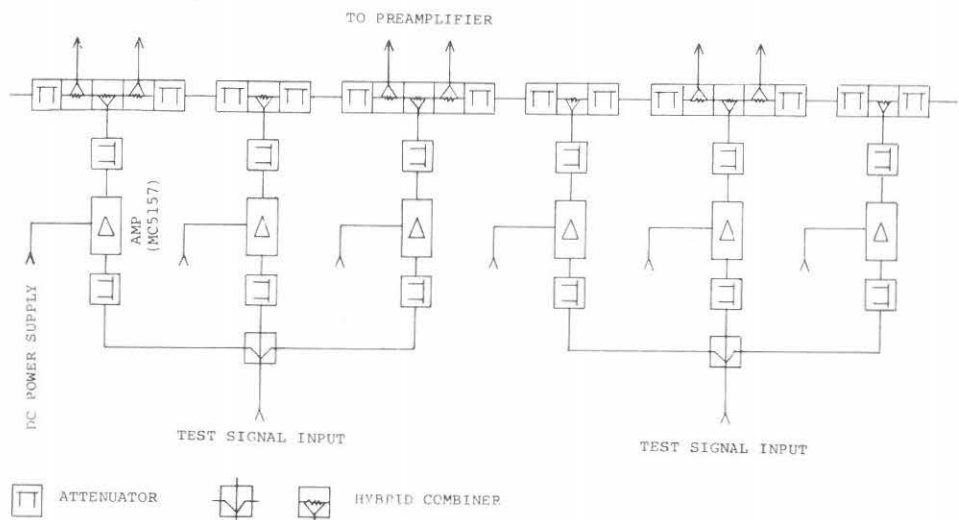 TO PREAMPLIFIER
AMP
(MC5157)
DC POWER SUPPLY
TEST SIGNAL INPUT
TEST SIGNAL INPUT
ATTENUATOR
HYBRID COMBINER